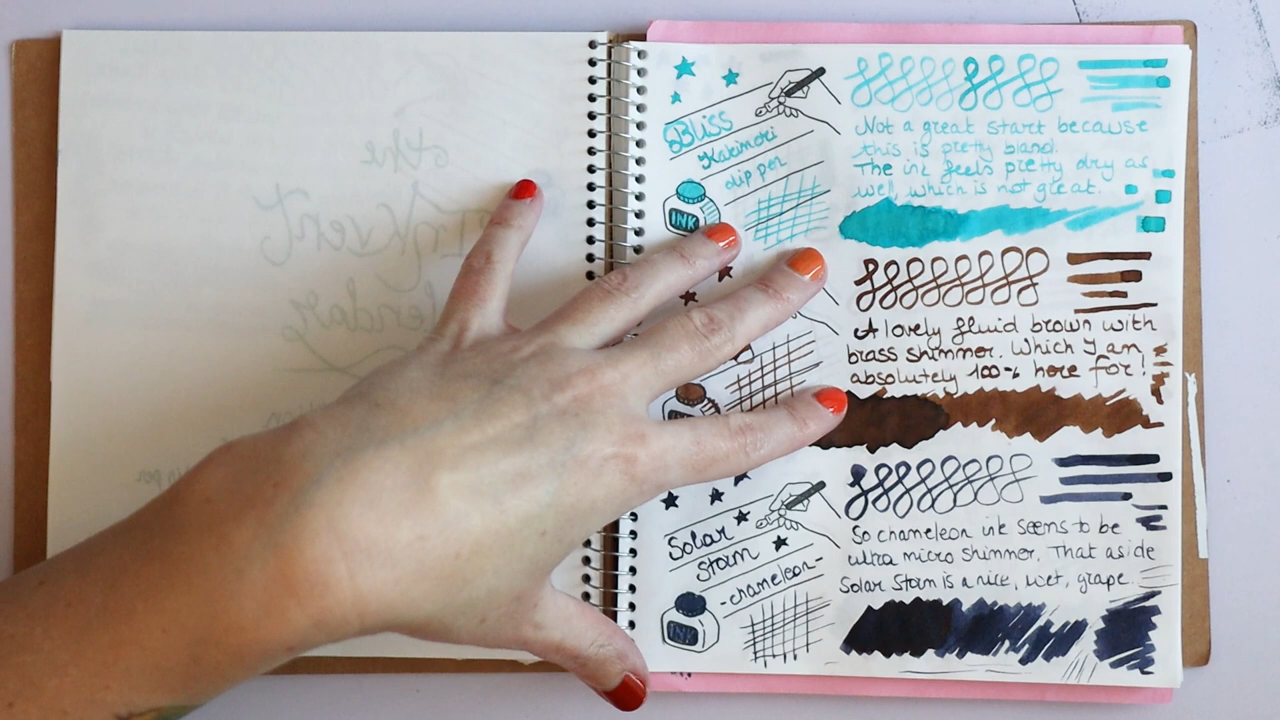 the
Inkvent
Bliss
Kakimori
dip pen
INK
Not a great start because
this is pretty bland.
The ink feels pretty dry as
well, which is not great.
A lovely fluid brown with
brass shimmer. Which I am
absolutely 100% here for!
Solar
storm
-chameleon-
INK
So chameleon ink seems to be
ultra micro shimmer. That aside
Solar Storm is a nice, wet, grape.